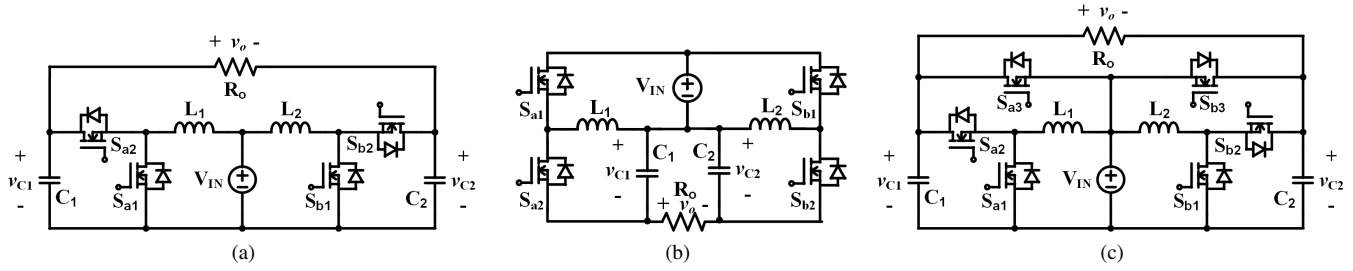 + vo -
Ro
L1 L2
Sa2 Sb2
+ vC1 - C1
Sa1
VIN
Sb1
C2 + vC2 -
(a)
Sa1
VIN
Sb1
L1 L2
+ vC1 - C1
C2 + vC2 -
Sa2
Ro
+ vo -
Sb2
(b)
+ vo -
Ro
Sa3 Sb3
L1 L2
Sa2 Sb2
+ vC1 - C1
Sa1
VIN
Sb1
C2 + vC2 -
(c)